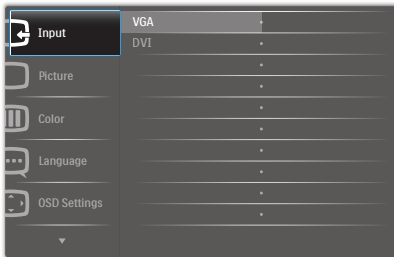 Input
VGA
DVI
Picture
Color
Language
OSD Settings